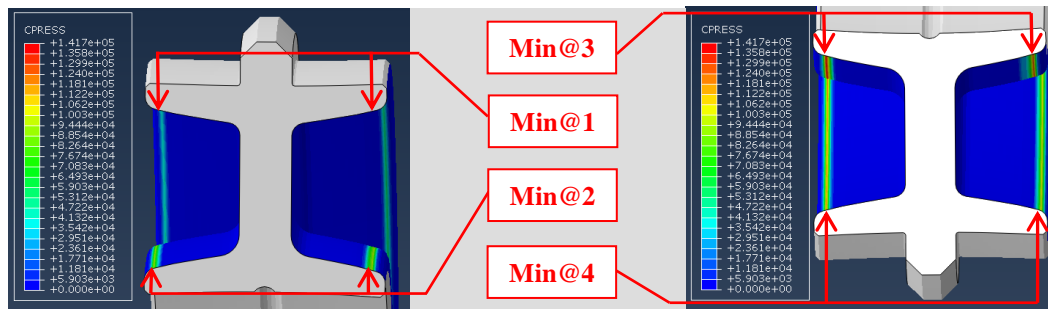 CPRESS
+1.417e+05
+1.358e+05
+1.299e+05
+1.240e+05
+1.181e+05
+1.122e+05
+1.062e+05
+1.003e+05
+9.444e+04
+8.854e+04
+8.264e+04
+7.674e+04
+7.083e+04
+6.493e+04
+5.903e+04
+5.312e+04
+4.722e+04
+4.132e+04
+3.542e+04
+2.951e+04
+2.361e+04
+1.771e+04
+1.181e+04
+5.903e+03
+0.000e+00
Min@3
Min@1
Min@2
Min@4
CPRESS
+1.417e+05
+1.358e+05
+1.299e+05
+1.240e+05
+1.181e+05
+1.122e+05
+1.062e+05
+1.003e+05
+9.444e+04
+8.854e+04
+8.264e+04
+7.674e+04
+7.083e+04
+6.493e+04
+5.903e+04
+5.312e+04
+4.722e+04
+4.132e+04
+3.542e+04
+2.951e+04
+2.361e+04
+1.771e+04
+1.181e+04
+5.903e+03
+0.000e+00